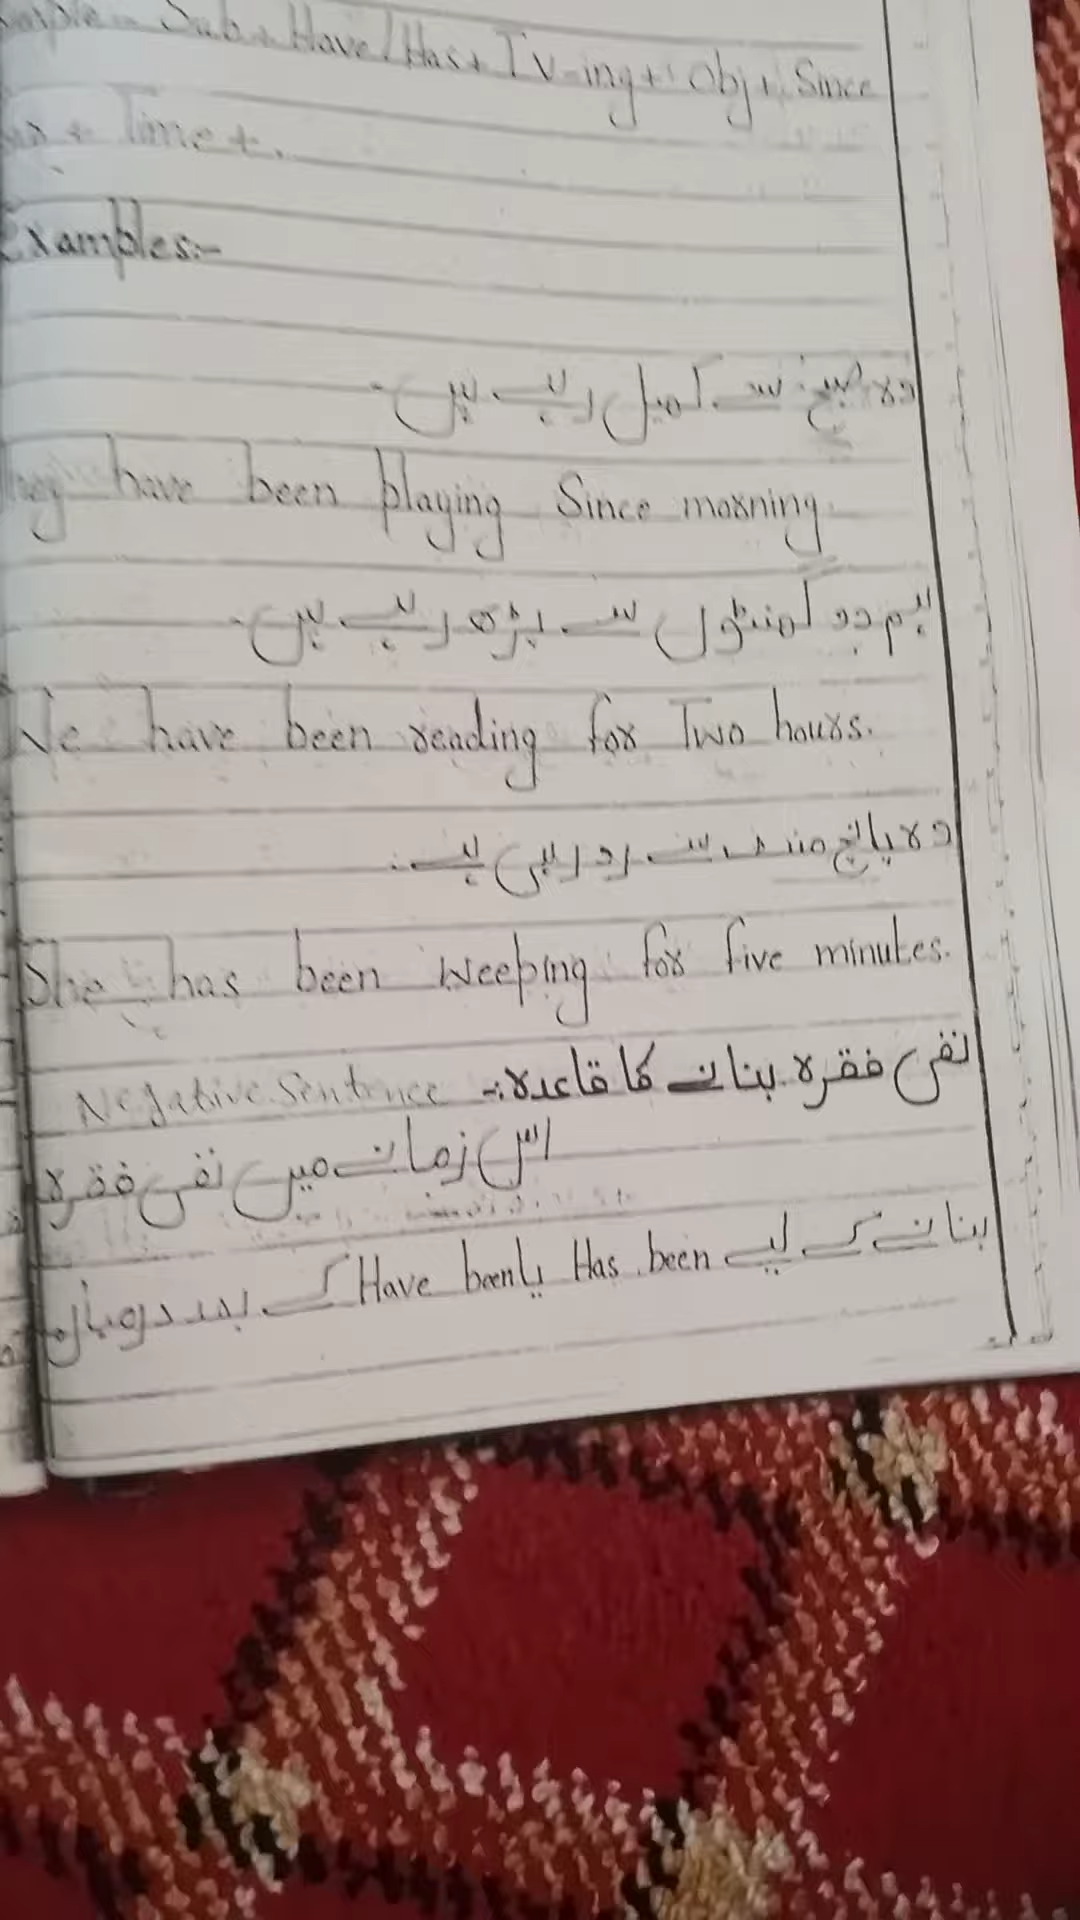 Sub + Have/Has + Iv-ing + Obj + Since
+ Time +.
Examples:-
وہ صبح سے کھیل رہے ہیں۔
They have been playing Since morning.
ہم دو گھنٹوں سے پڑھ رہے ہیں۔
We have been reading for Two hours.
وہ پانچ منٹ سے رو رہی ہے۔
She has been weeping for five minutes.
نفی فقرہ بنانے کا قاعدہ:- Negative Sentence
اس زمانے میں نفی فقرہ
بنانے کے لیے Has been یا Have been کے بعد